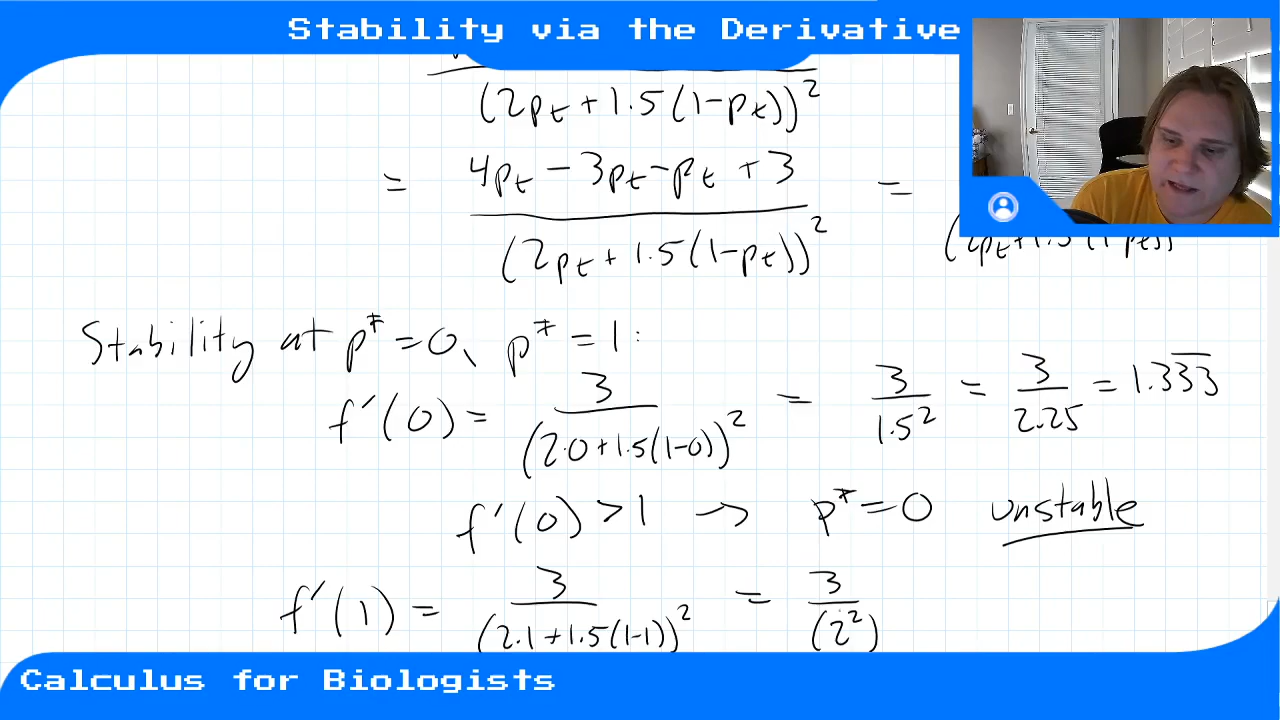 Stability via the Derivative
(2pt + 1.5(1-pt))²
= 4pt - 3pt - pt + 3 / (2pt + 1.5(1-pt))² =
Stability at p* = 0, p* = 1:
f'(0) = 3 / (2·0+1.5(1-0))² = 3 / 1.5² = 3 / 2.25 = 1.333
f'(0) > 1 → p* = 0 unstable
f'(1) = 3 / (2·1+1.5(1-1))² = 3 / (2²)
Calculus for Biologists